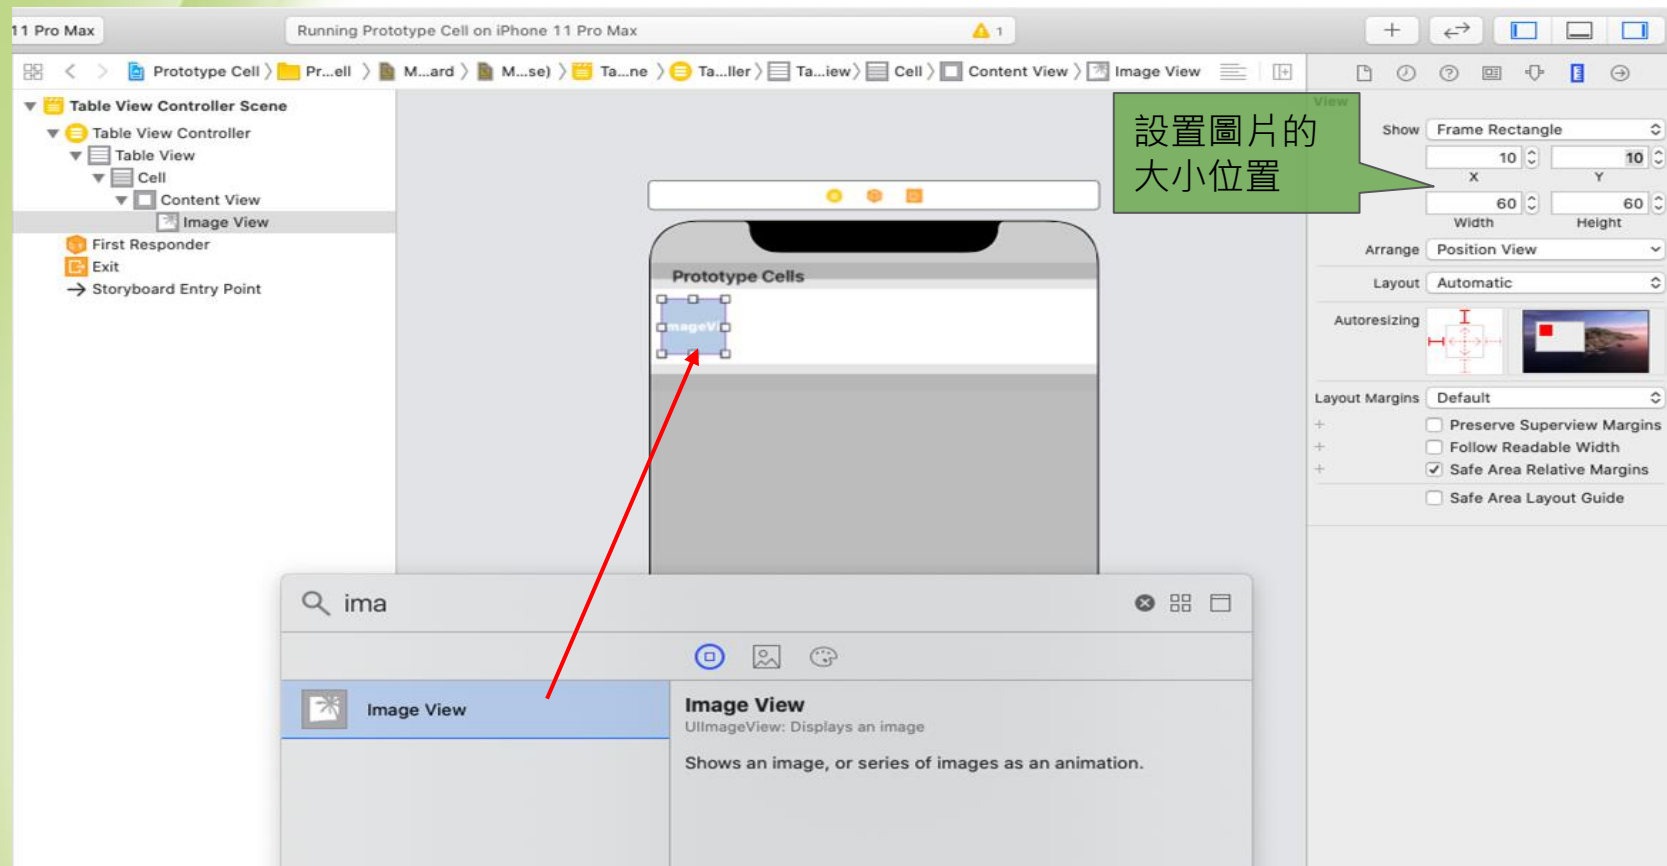 11 Pro Max
Running Prototype Cell on iPhone 11 Pro Max
1
Prototype Cell
Pr...ell
M...ard
M...se)
Ta...ne
Ta...ller
Ta...iew
Cell
Content View
Image View
Table View Controller Scene
Table View Controller
Table View
Cell
Content View
Image View
First Responder
Exit
Storyboard Entry Point
Prototype Cells
設置圖片的
大小位置
View
Show Frame Rectangle
10 10
X Y
60 60
Width Height
Arrange Position View
Layout Automatic
Autoresizing
Layout Margins Default
Preserve Superview Margins
Follow Readable Width
Safe Area Relative Margins
Safe Area Layout Guide
ima
Image View
Image View
UIImageView: Displays an image
Shows an image, or series of images as an animation.